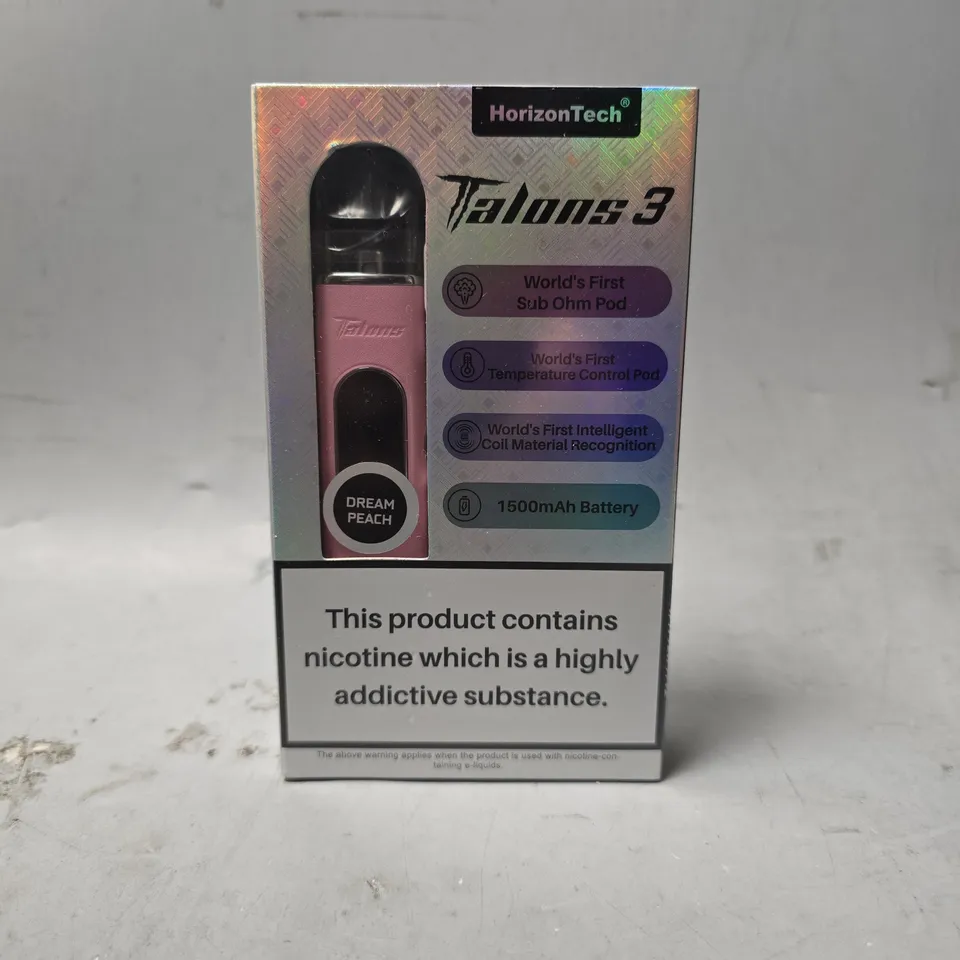 HorizonTech®
Talons 3
World's First
Sub Ohm Pod
World's First
Temperature Control Pod
World's First Intelligent
Coil Material Recognition
1500mAh Battery
Talons
DREAM
PEACH
This product contains
nicotine which is a highly
addictive substance.
The above warning applies when the product is used with nicotine-con-
taining e-liquids.